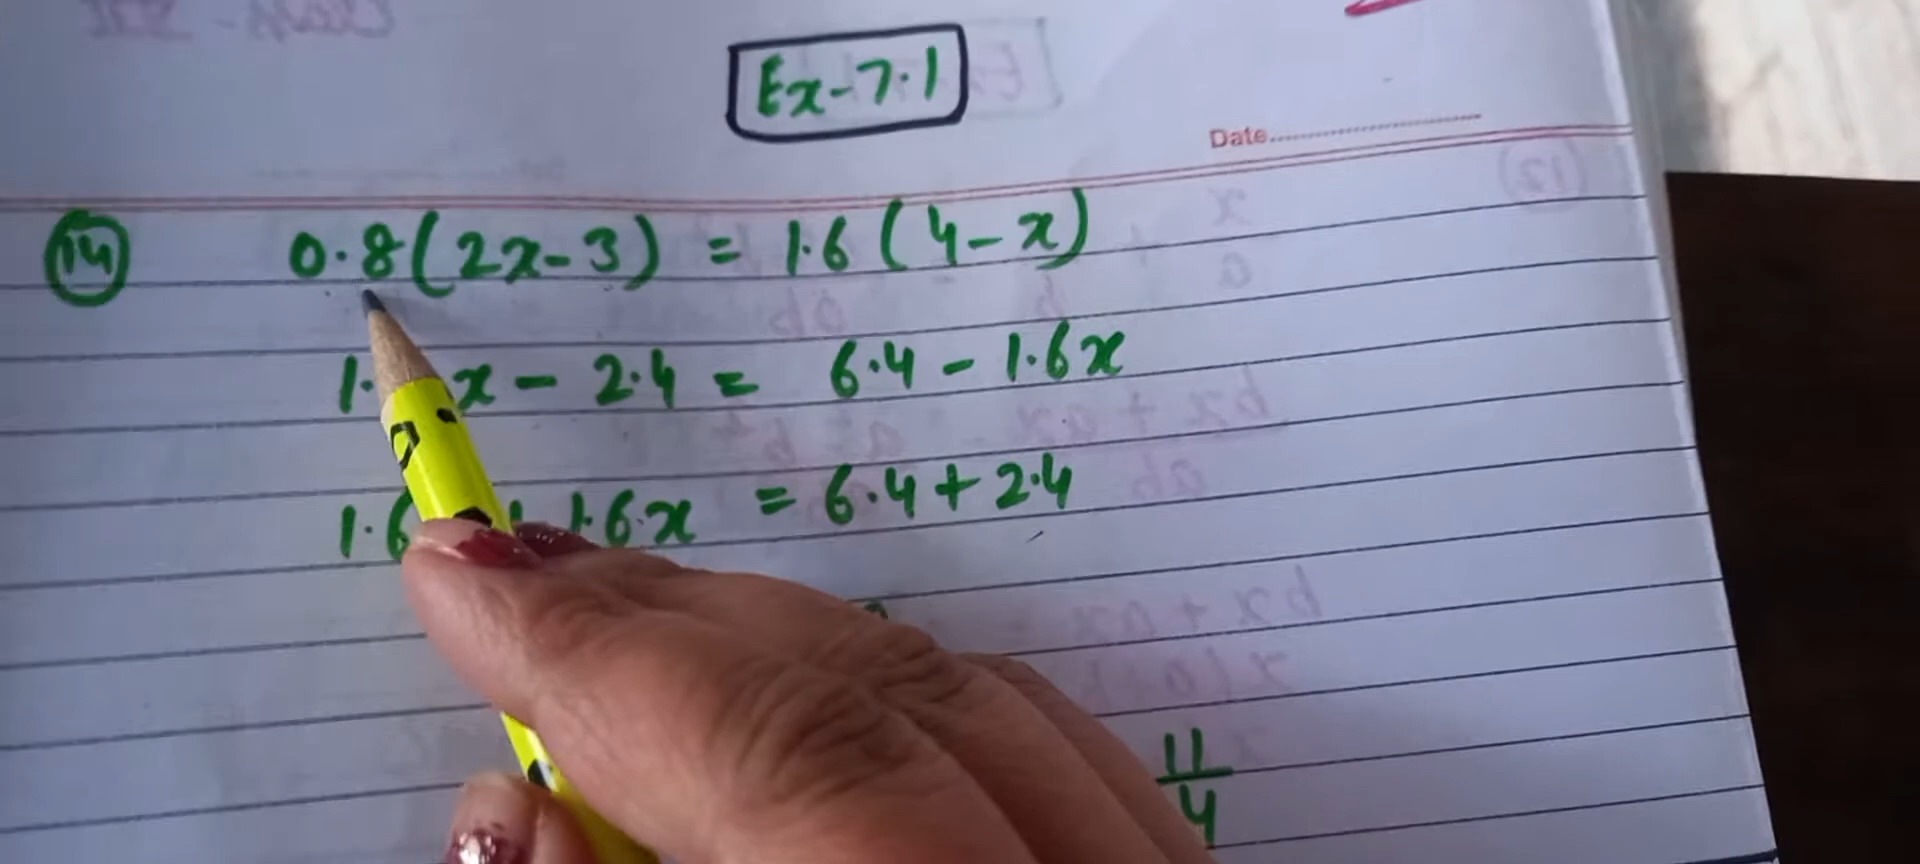 Ex-7.1
Date
14 0.8(2x-3) = 1.6(4-x)
x - 2.4 = 6.4 - 1.6x
1.6 1.6x = 6.4+2.4
11
4